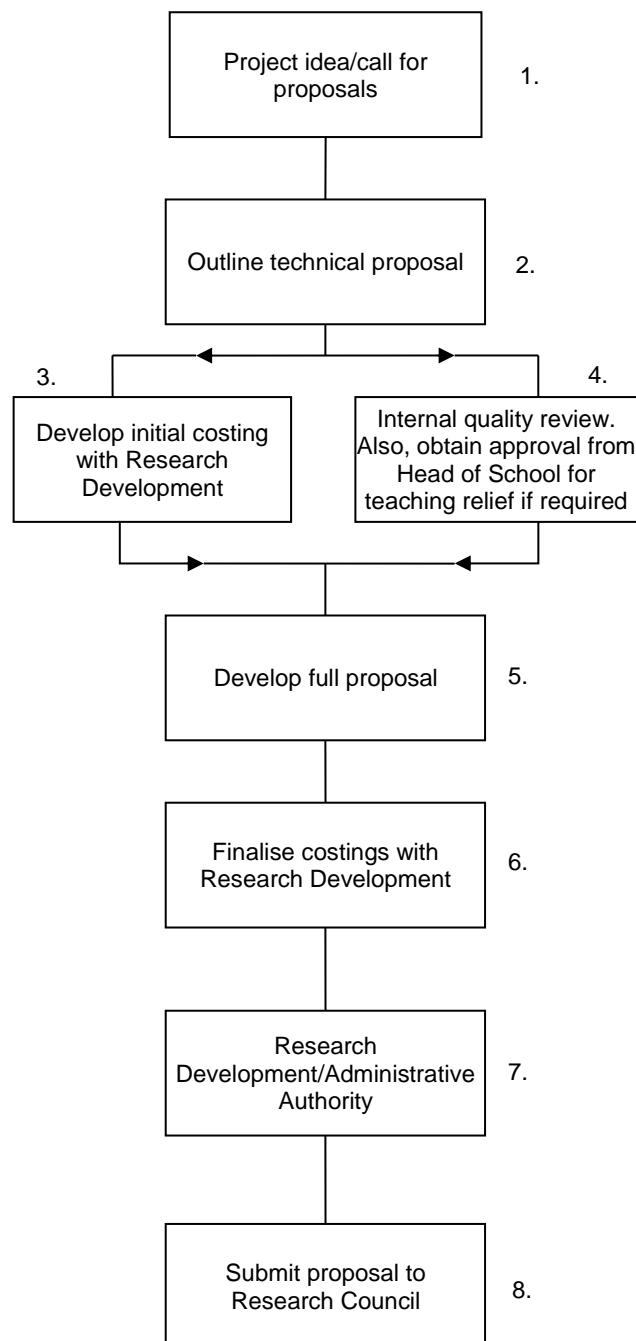 Project idea/call for
proposals
1.
Outline technical proposal
2.
3.
Develop initial costing
with Research
Development
4.
Internal quality review.
Also, obtain approval from
Head of School for
teaching relief if required
Develop full proposal
5.
Finalise costings with
Research Development
6.
Research
Development/Administrative
Authority
7.
Submit proposal to
Research Council
8.